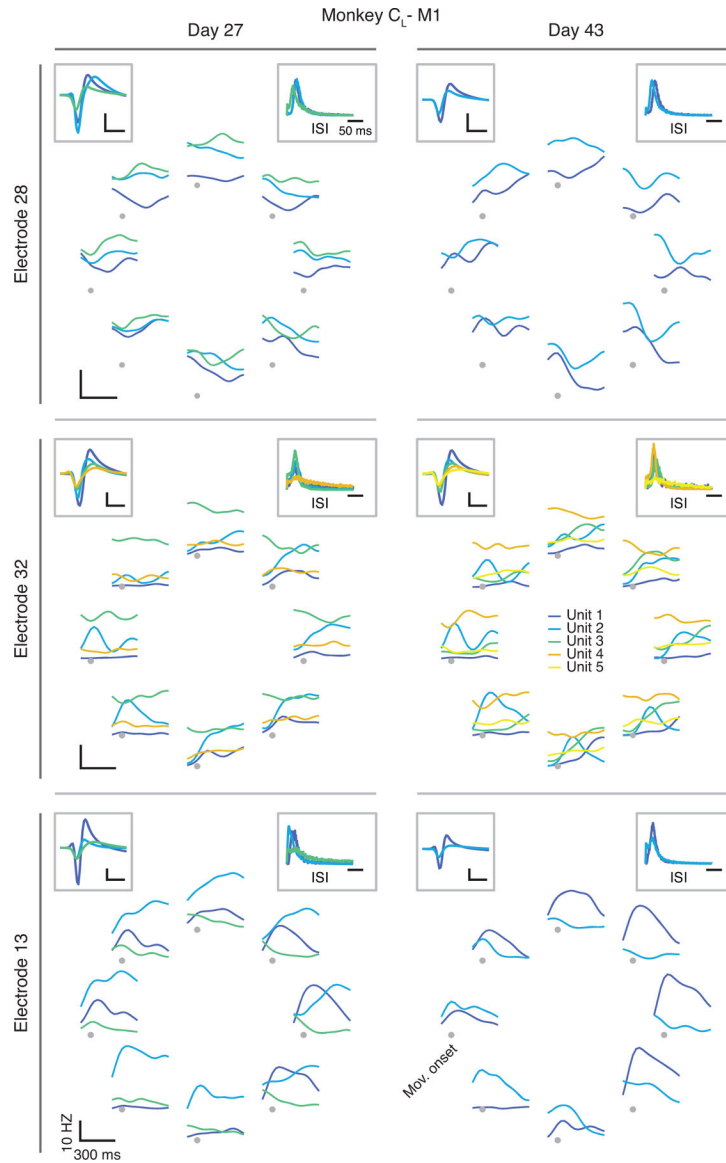 Monkey CL- M1
Day 27
Day 43
Electrode 28
ISI
50 ms
ISI
Electrode 32
ISI
ISI
Unit 1
Unit 2
Unit 3
Unit 4
Unit 5
Electrode 13
ISI
ISI
Mov. onset
10 HZ
300 ms